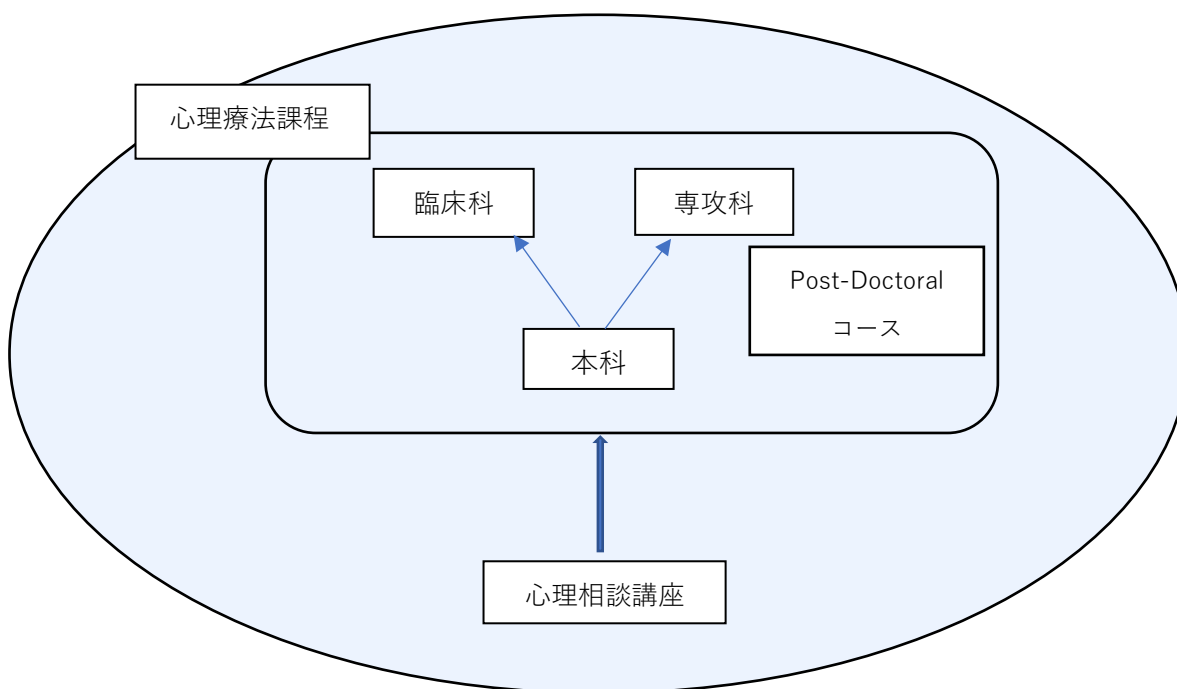 心理療法課程
臨床科
専攻科
Post-Doctoral
コース
本科
心理相談講座